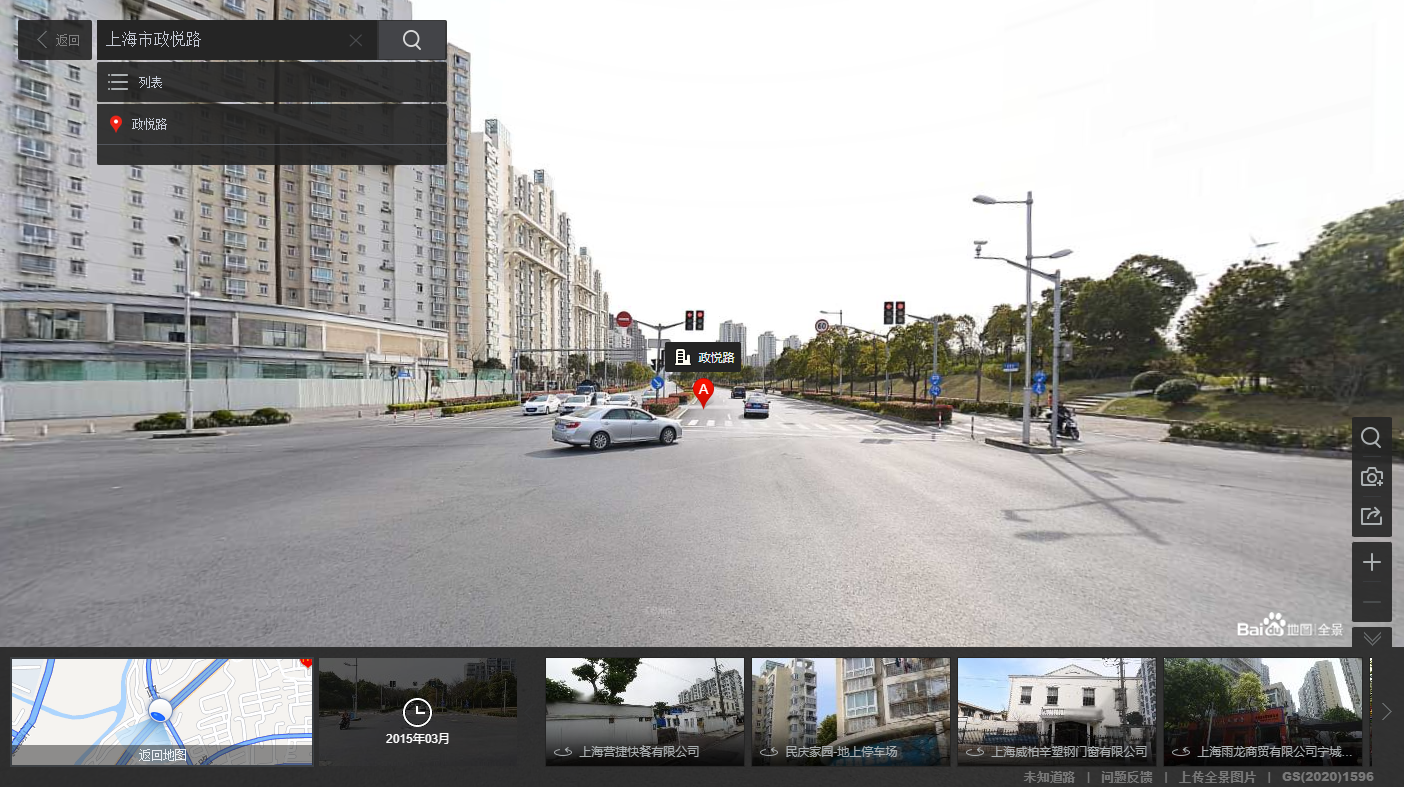 返回
上海市政悦路
列表
政悦路
60
政悦路
A
Baidu地图|全景
返回地图
2015年03月
上海营捷快餐有限公司
民庆家园-地上停车场
上海威柏辛塑钢门窗有限公司
上海雨龙商贸有限公司宁城...
未知道路 | 问题反馈 | 上传全景图片 | GS(2020)1596